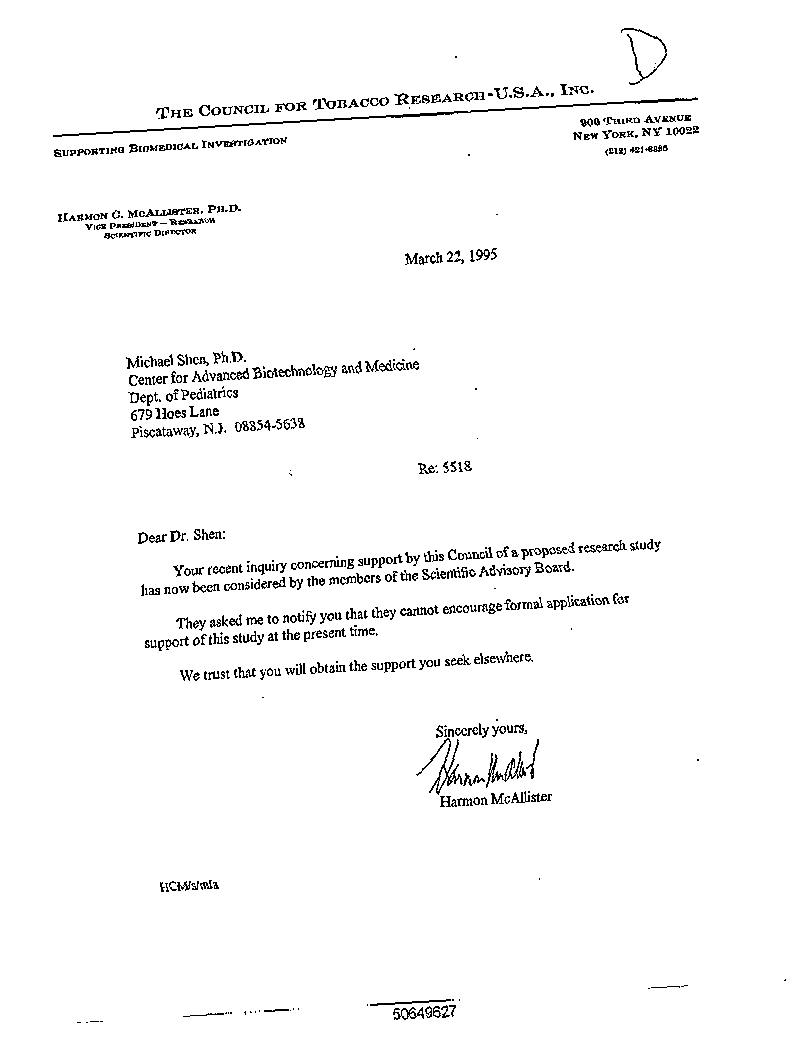 D
THE COUNCIL FOR TOBACCO RESEARCH-U.S.A., INC.
900 THIRD AVENUE
SUPPORTING BIOMEDICAL INVESTIGATION
NEW YORK, NY 10022
(212) 421-8885
HARMON C. MCALLISTER, PH.D.
VICE PRESIDENT — RESEARCH
SCIENTIFIC DIRECTOR
March 22, 1995
Michael Shen, Ph.D.
Center for Advanced Biotechnology and Medicine
Dept. of Pediatrics
679 Hoes Lane
Piscataway, N.J. 08854-5638
Re: 5518
Dear Dr. Shen:
Your recent inquiry concerning support by this Council of a proposed research study
has now been considered by the members of the Scientific Advisory Board.
They asked me to notify you that they cannot encourage formal application for
support of this study at the present time.
We trust that you will obtain the support you seek elsewhere.
Sincerely yours,
Harmon McAllister
HCM/s/mla
50649627